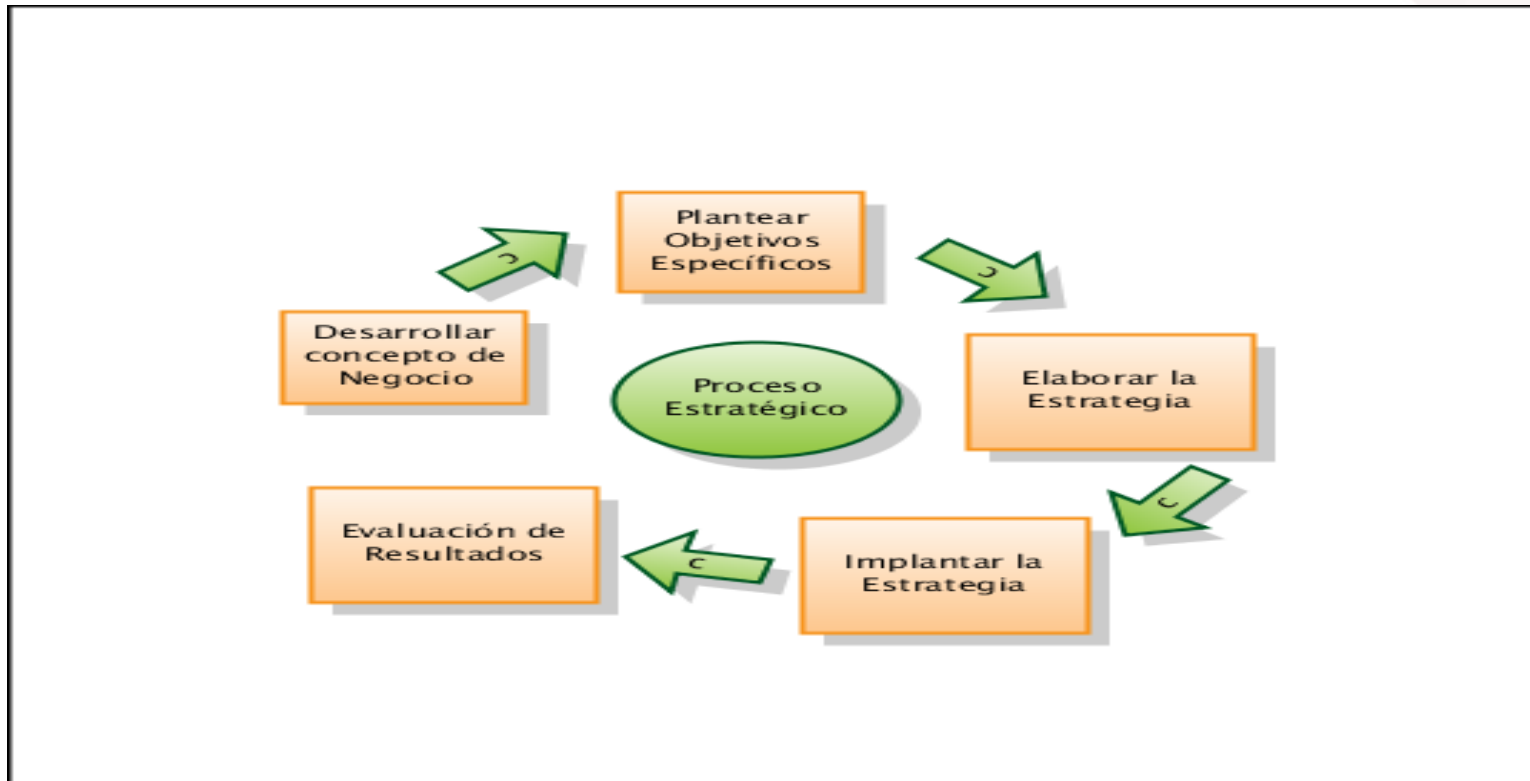 Plantear
Objetivos
Específicos
Desarrollar
concepto de
Negocio
Proceso
Estratégico
Elaborar la
Estrategia
Evaluación de
Resultados
Implantar la
Estrategia